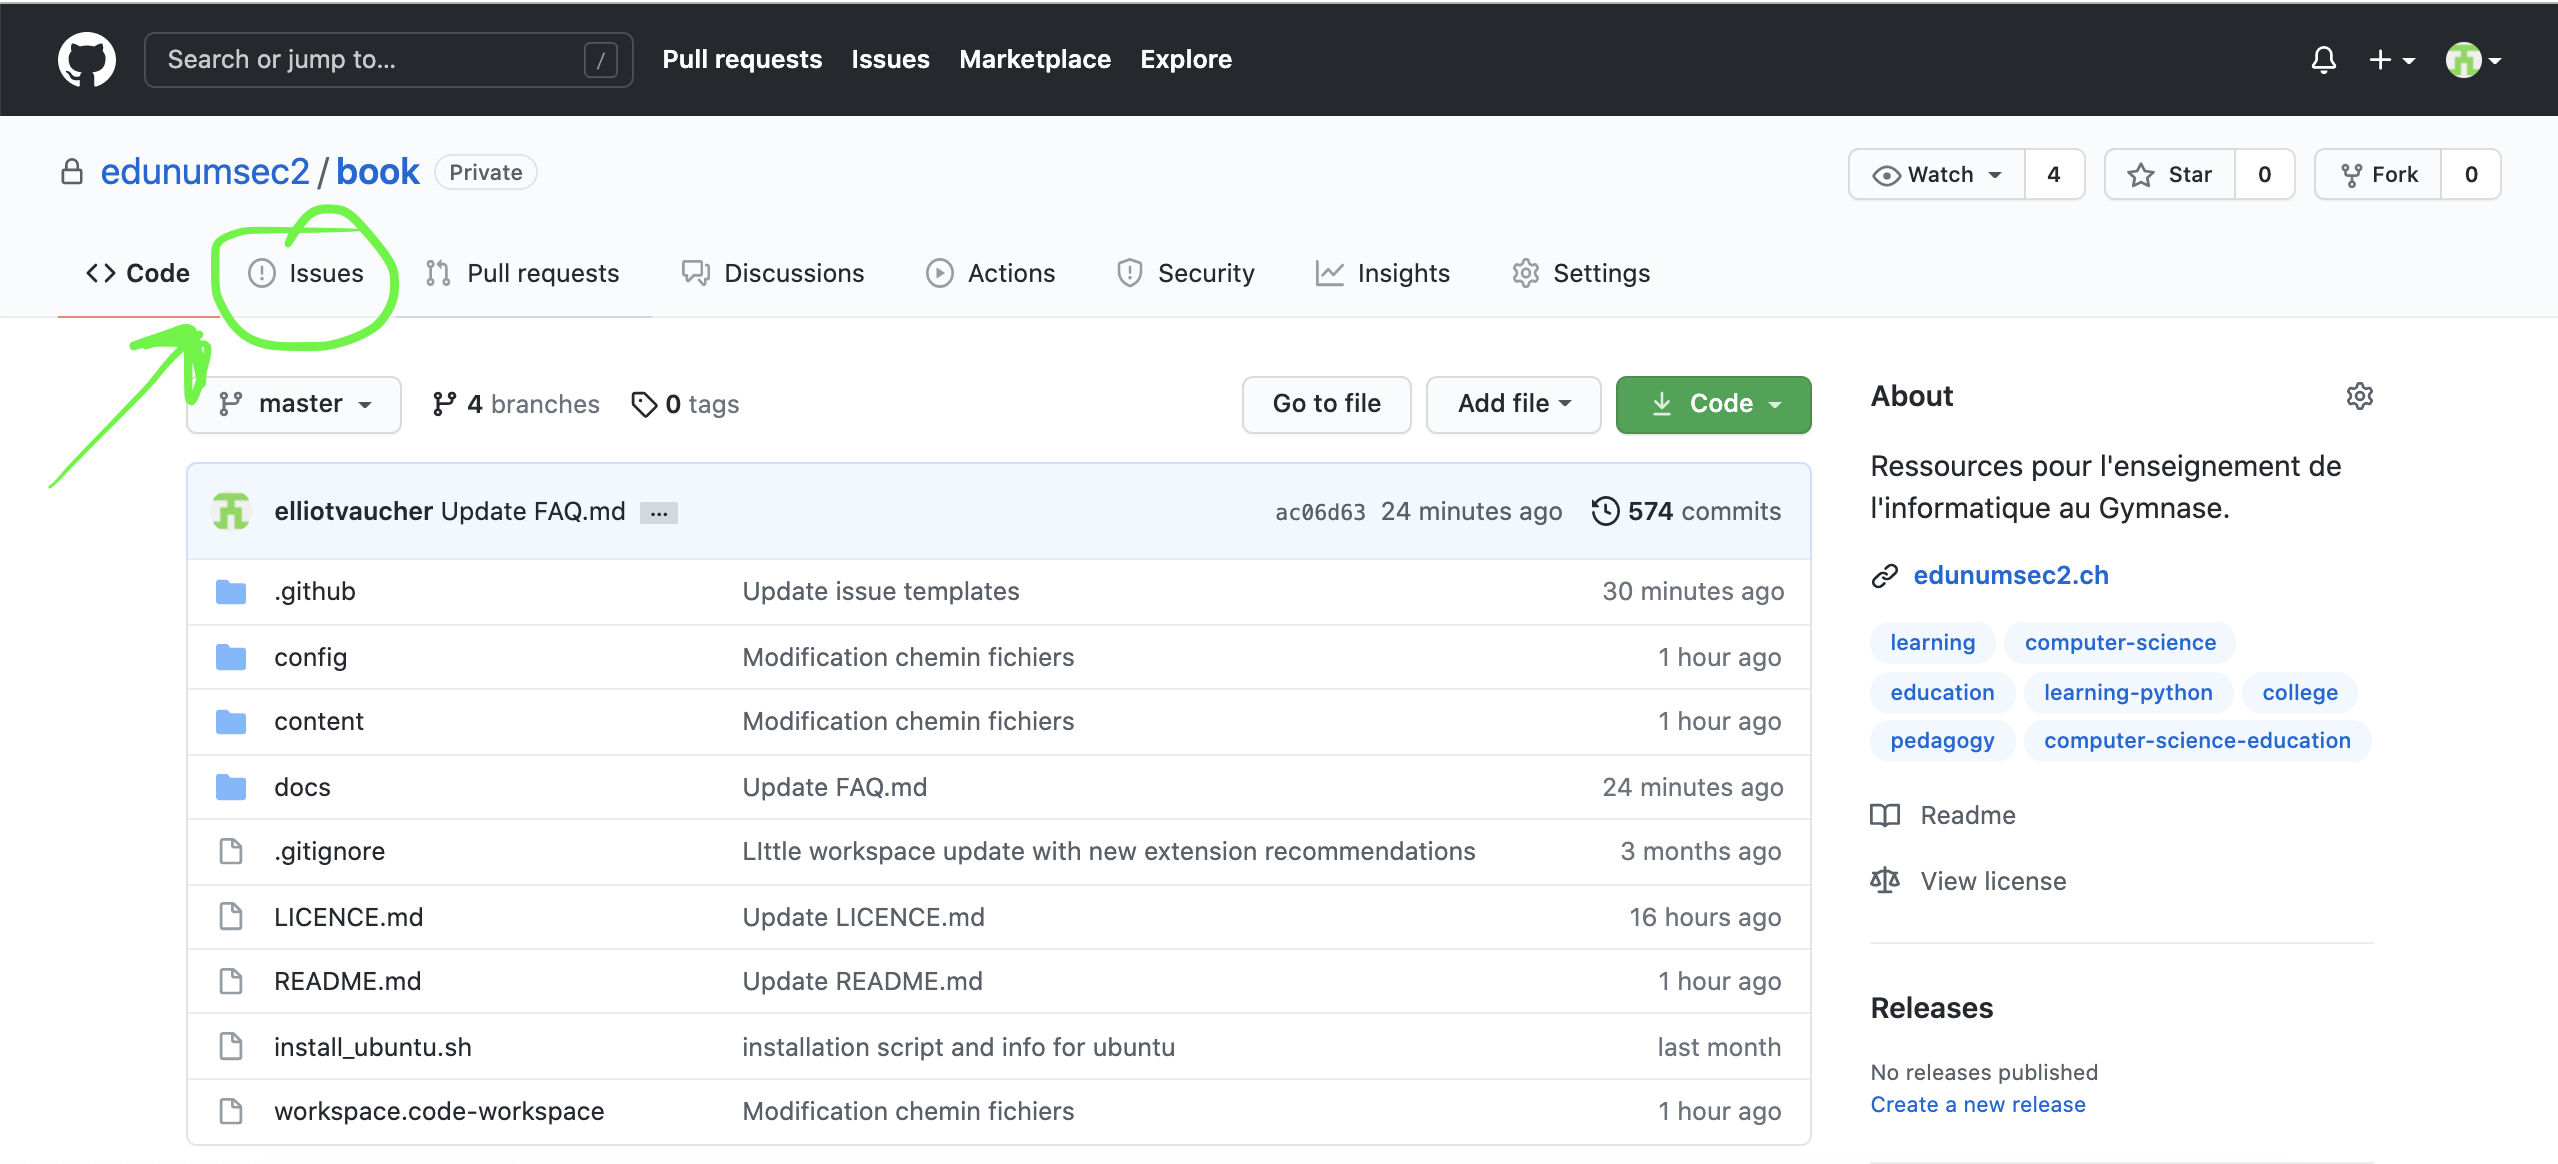 Search or jump to... / Pull requests Issues Marketplace Explore
edunumsec2 / book Private Watch 4 Star 0 Fork 0
Code Issues Pull requests Discussions Actions Security Insights Settings
master 4 branches 0 tags Go to file Add file Code
elliotvaucher Update FAQ.md ... ac06d63 24 minutes ago 574 commits
.github Update issue templates 30 minutes ago
config Modification chemin fichiers 1 hour ago
content Modification chemin fichiers 1 hour ago
docs Update FAQ.md 24 minutes ago
.gitignore LIttle workspace update with new extension recommendations 3 months ago
LICENCE.md Update LICENCE.md 16 hours ago
README.md Update README.md 1 hour ago
install_ubuntu.sh installation script and info for ubuntu last month
workspace.code-workspace Modification chemin fichiers 1 hour ago
About
Ressources pour l'enseignement de
l'informatique au Gymnase.
edunumsec2.ch
learning computer-science
education learning-python college
pedagogy computer-science-education
Readme
View license
Releases
No releases published
Create a new release